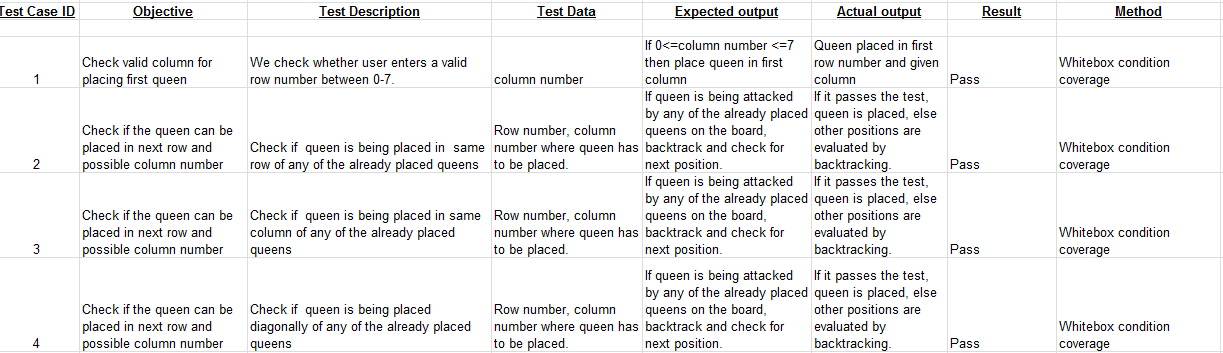 Test Case ID Objective Test Description Test Data Expected output Actual output Result Method
1
Check valid column for
placing first queen
We check whether user enters a valid
row number between 0-7.
column number
If 0<=column number <=7
then place queen in first
column
Queen placed in first
row number and given
column
Pass
Whitebox condition
coverage
2
Check if the queen can be
placed in next row and
possible column number
Check if  queen is being placed in  same
row of any of the already placed queens
Row number, column
number where queen has
to be placed.
If queen is being attacked
by any of the already placed
queens on the board,
backtrack and check for
next position.
If it passes the test,
queen is placed, else
other positions are
evaluated by
backtracking.
Pass
Whitebox condition
coverage
3
Check if the queen can be
placed in next row and
possible column number
Check if  queen is being placed in same
column of any of the already placed
queens
Row number, column
number where queen has
to be placed.
If queen is being attacked
by any of the already placed
queens on the board,
backtrack and check for
next position.
If it passes the test,
queen is placed, else
other positions are
evaluated by
backtracking.
Pass
Whitebox condition
coverage
4
Check if the queen can be
placed in next row and
possible column number
Check if  queen is being placed
diagonally of any of the already placed
queens
Row number, column
number where queen has
to be placed.
If queen is being attacked
by any of the already placed
queens on the board,
backtrack and check for
next position.
If it passes the test,
queen is placed, else
other positions are
evaluated by
backtracking.
Pass
Whitebox condition
coverage